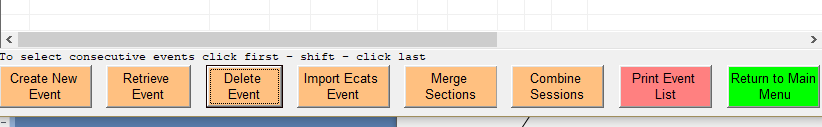 To select consecutive events click first - shift - click last
Create New
Event
Retrieve
Event
Delete
Event
Import Ecats
Event
Merge
Sections
Combine
Sessions
Print Event
List
Return to Main
Menu